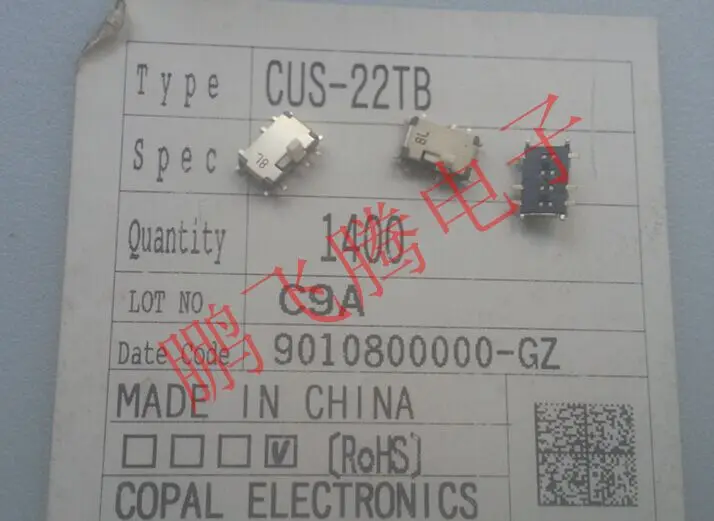 Type CUS-22TB
Spec
Quantity 1400
LOT NO C9A
Date Code 9010800000-GZ
MADE IN CHINA
V (RoHS)
COPAL ELECTRONICS
鹏飞腾电子